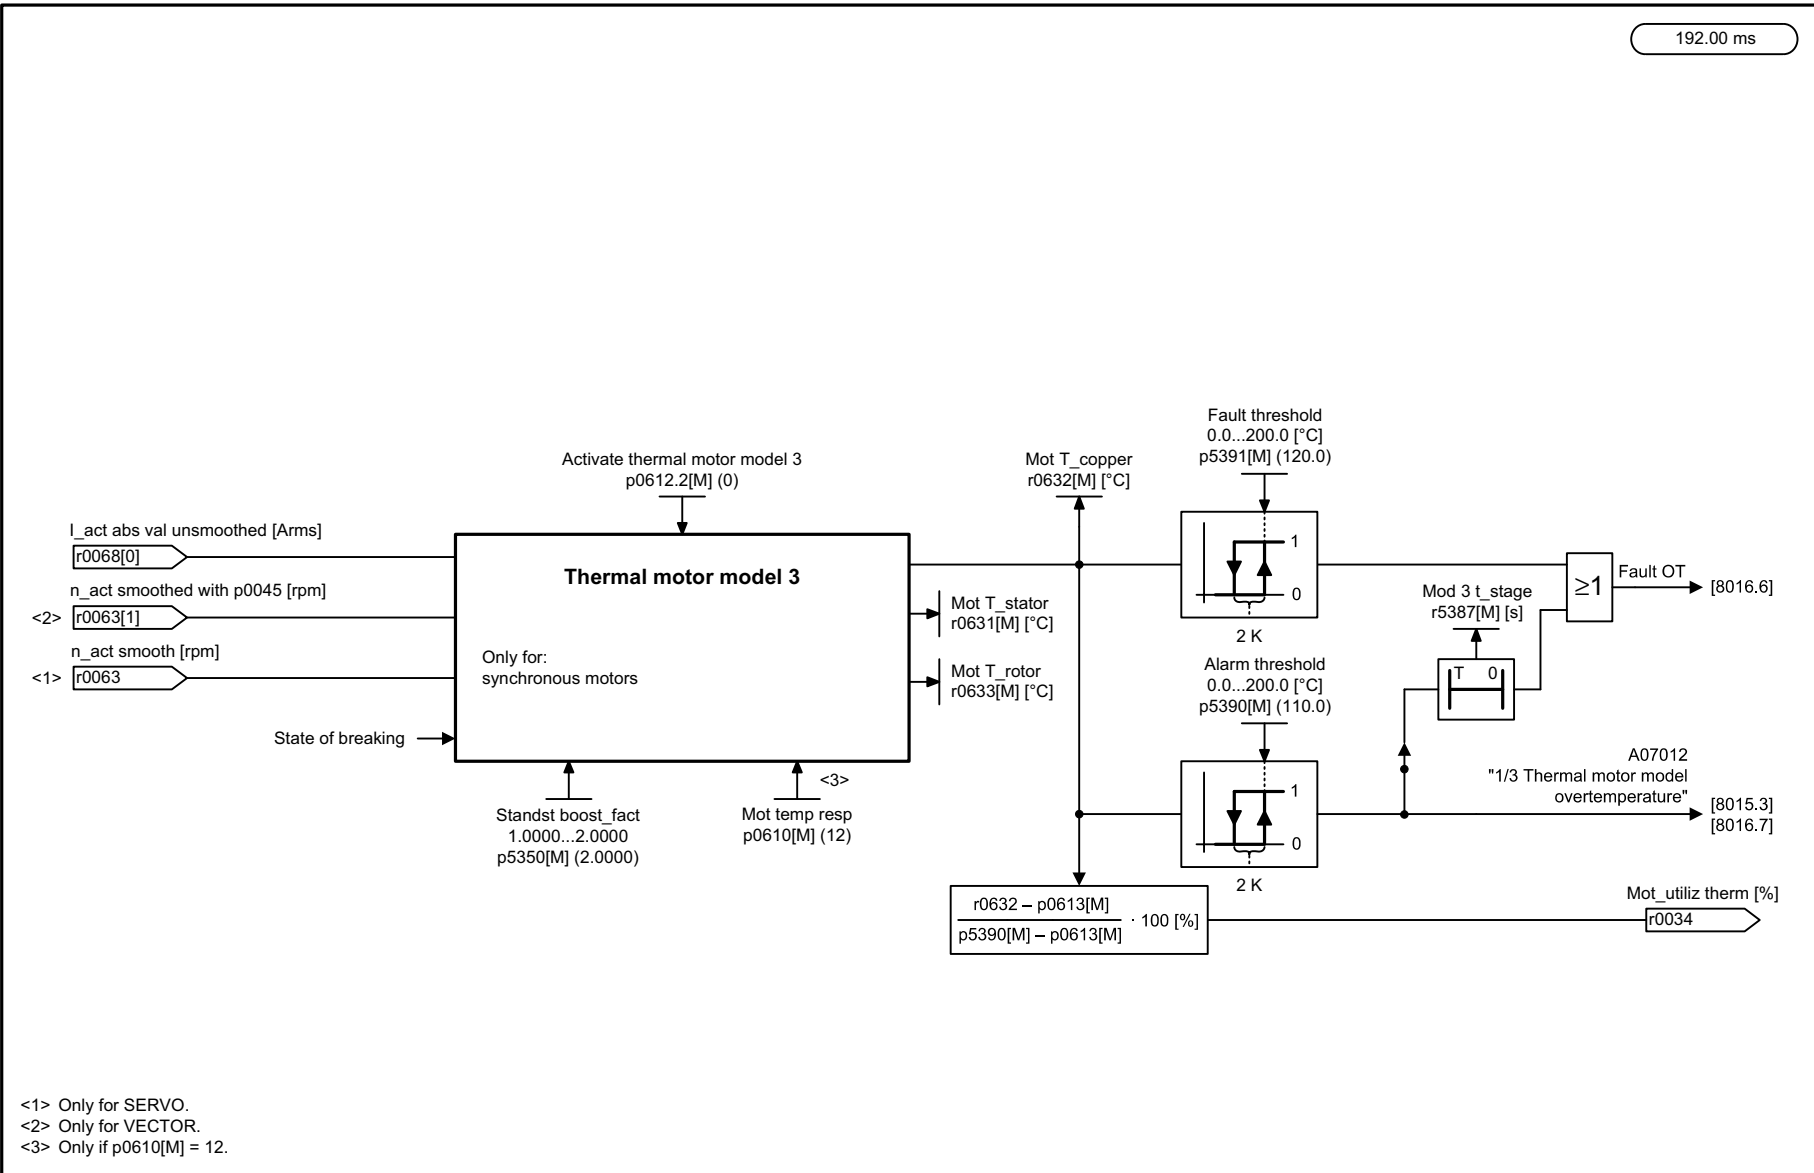 192.00 ms
Fault threshold
0.0...200.0 [°C]
p5391[M] (120.0)
Activate thermal motor model 3
p0612.2[M] (0)
Mot T_copper
r0632[M] [°C]
I_act abs val unsmoothed [Arms]
r0068[0]
n_act smoothed with p0045 [rpm]
<2> r0063[1]
n_act smooth [rpm]
<1> r0063
State of breaking
Thermal motor model 3
Only for:
synchronous motors
Mot T_stator
r0631[M] [°C]
Mot T_rotor
r0633[M] [°C]
1
0
2 K
≥1
Fault OT
[8016.6]
Mod 3 t_stage
r5387[M] [s]
T 0
Alarm threshold
0.0...200.0 [°C]
p5390[M] (110.0)
1
0
2 K
A07012
"1/3 Thermal motor model
overtemperature"
[8015.3]
[8016.7]
Standst boost_fact
1.0000...2.0000
p5350[M] (2.0000)
<3>
Mot temp resp
p0610[M] (12)
r0632 – p0613[M]
p5390[M] – p0613[M]
· 100 [%]
Mot_utiliz therm [%]
r0034
<1> Only for SERVO.
<2> Only for VECTOR.
<3> Only if p0610[M] = 12.